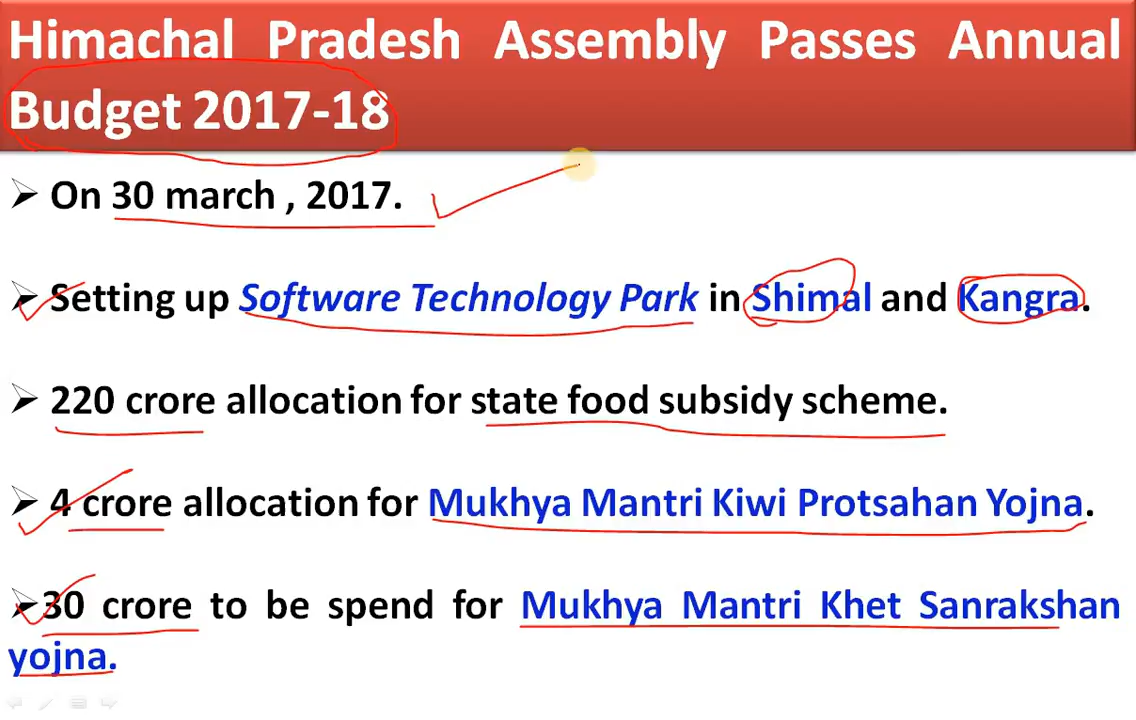 Himachal Pradesh Assembly Passes Annual
Budget 2017-18
On 30 march , 2017.
Setting up Software Technology Park in Shimal and Kangra.
220 crore allocation for state food subsidy scheme.
4 crore allocation for Mukhya Mantri Kiwi Protsahan Yojna.
30 crore to be spend for Mukhya Mantri Khet Sanrakshan
yojna.